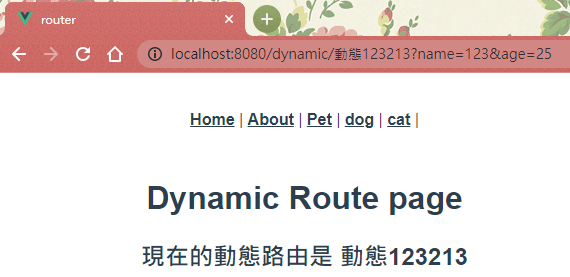 router
localhost:8080/dynamic/動態123213?name=123&age=25
Home | About | Pet | dog | cat |
Dynamic Route page
現在的動態路由是 動態123213